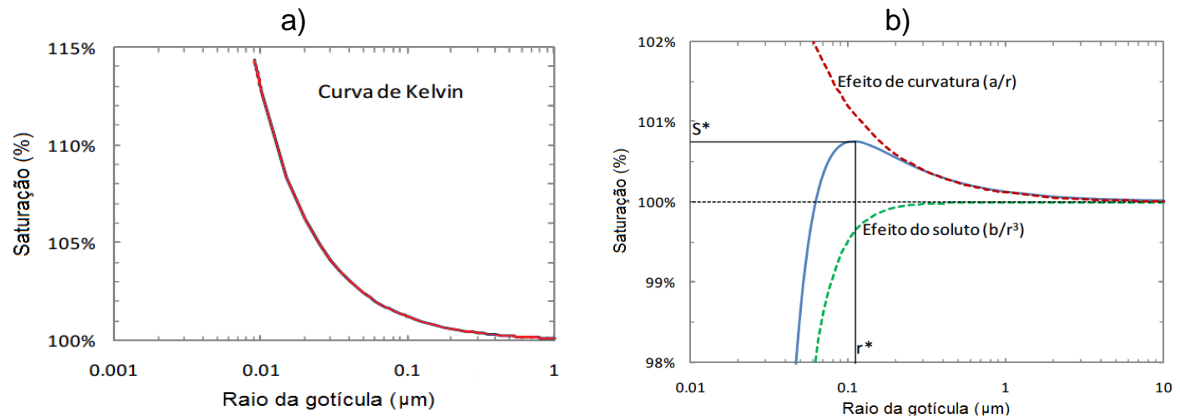 a)
115%
110%
105%
100%
Saturação (%)
Curva de Kelvin
0.001
0.01
0.1
1
Raio da gotícula (µm)
b)
102%
101%
100%
99%
98%
Saturação (%)
Efeito de curvatura (a/r)
S*
Efeito do soluto (b/r³)
r*
0.01
0.1
1
10
Raio da gotícula (µm)